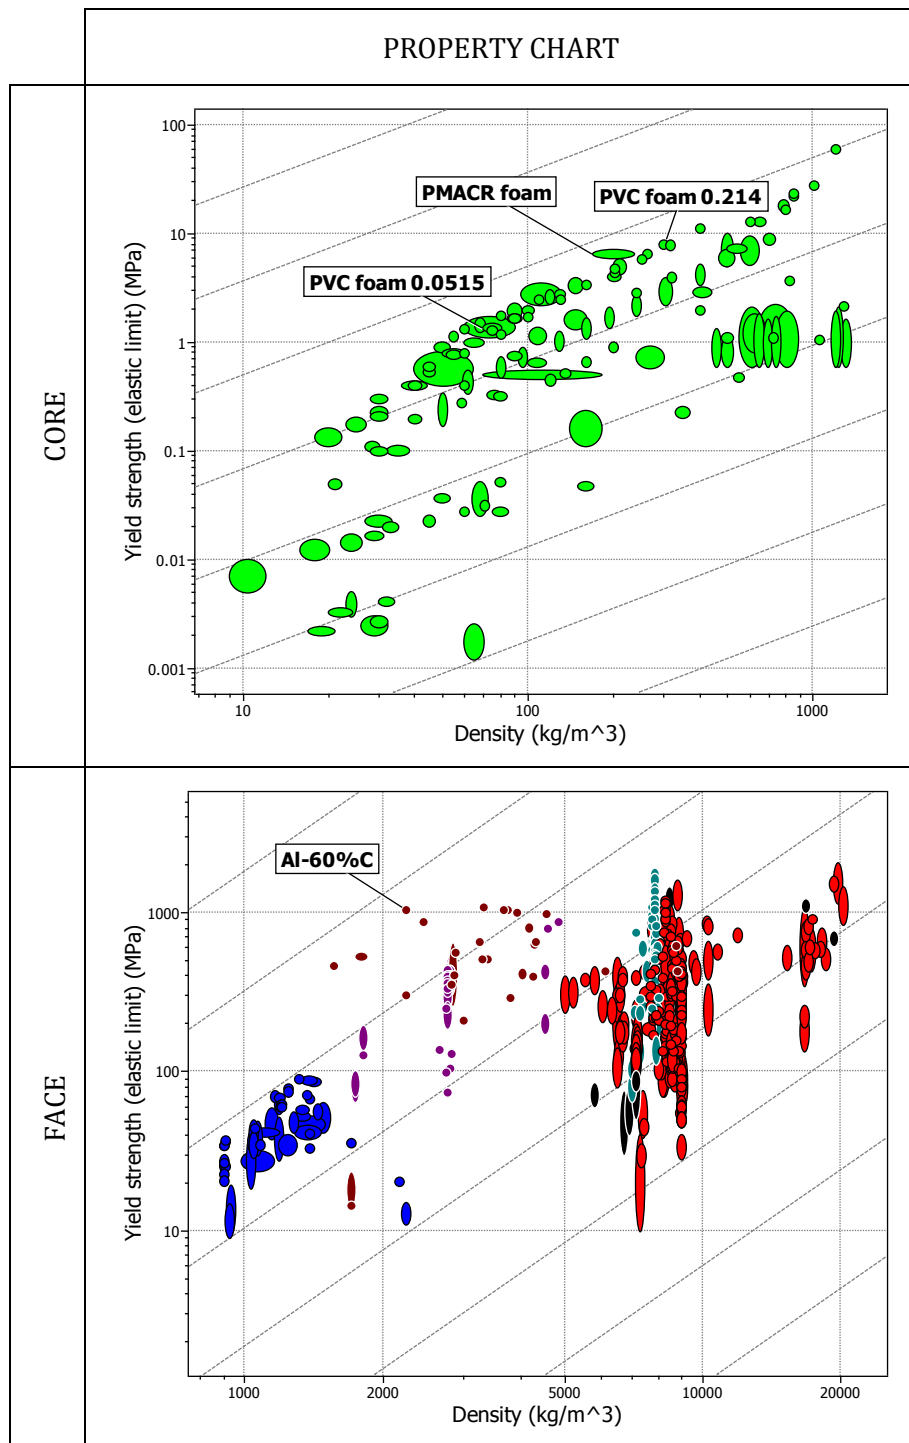 PROPERTY CHART
CORE
Yield strength (elastic limit) (MPa)
100
10
1
0.1
0.01
0.001
PMACR foam
PVC foam 0.214
PVC foam 0.0515
10
100
1000
Density (kg/m^3)
FACE
Yield strength (elastic limit) (MPa)
1000
100
10
Al-60%C
1000
2000
5000
10000
20000
Density (kg/m^3)